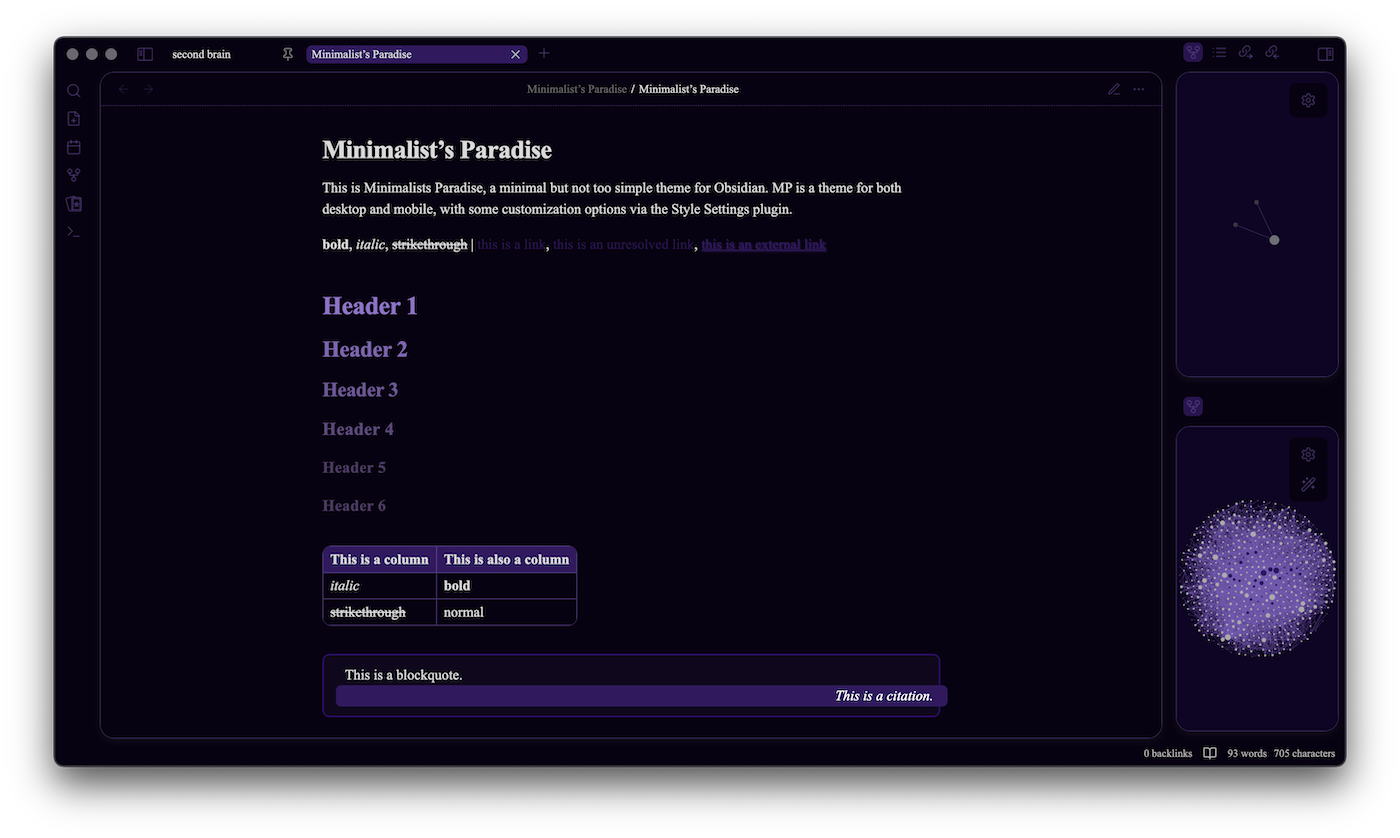 second brain
Minimalist’s Paradise
Minimalist’s Paradise / Minimalist’s Paradise
Minimalist’s Paradise
This is Minimalists Paradise, a minimal but not too simple theme for Obsidian. MP is a theme for both
desktop and mobile, with some customization options via the Style Settings plugin.
bold, italic, strikethrough | this is a link, this is an unresolved link, this is an external link
Header 1
Header 2
Header 3
Header 4
Header 5
Header 6
This is a column This is also a column
italic bold
strikethrough normal
This is a blockquote.
This is a citation.
0 backlinks 93 words 705 characters